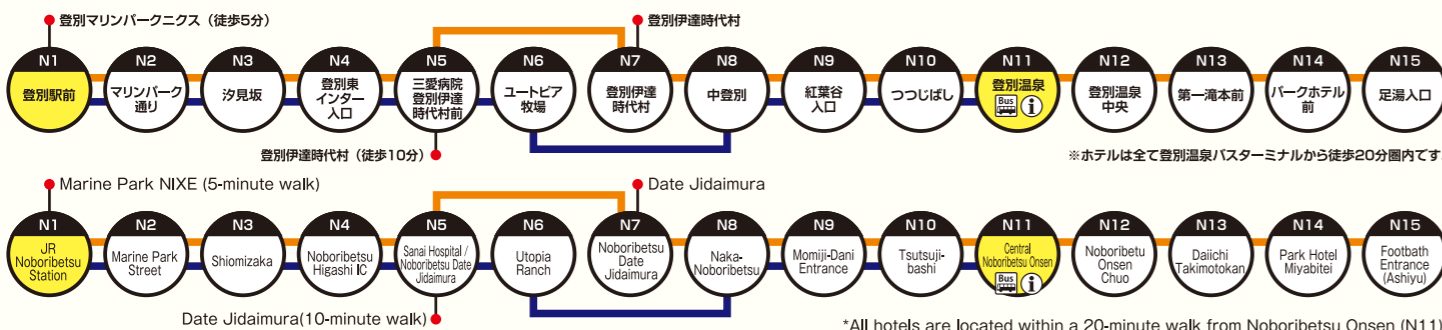 登別マリンパークニクス（徒歩5分）
登別伊達時代村
N1
登別駅前
N2
マリンパーク
通り
N3
汐見坂
N4
登別東
インター
入口
N5
三愛病院
登別伊達
時代村前
N6
ユートピア
牧場
N7
登別伊達
時代村
N8
中登別
N9
紅葉谷
入口
N10
つつじばし
N11
登別温泉
Bus
i
N12
登別温泉
中央
N13
第一滝本前
N14
パークホテル
前
N15
足湯入口
登別伊達時代村（徒歩10分）
※ホテルは全て登別温泉バスターミナルから徒歩20分圏内です
Marine Park NIXE (5-minute walk)
Date Jidaimura
N1
JR
Noboribetsu
Station
N2
Marine Park
Street
N3
Shiomizaka
N4
Noboribetsu
Higashi IC
N5
Sanai Hospital /
Noboribetsu Date
Jidaimura
N6
Utopia
Ranch
N7
Noboribetsu
Date
Jidaimura
N8
Naka-
Noboribetsu
N9
Momiji-Dani
Entrance
N10
Tsutsuji-
bashi
N11
Central
Noboribetsu Onsen
Bus
i
N12
Noboribetu
Onsen
Chuo
N13
Daiichi
Takimotokan
N14
Park Hotel
Miyabitei
N15
Footbath
Entrance
(Ashiyu)
Date Jidaimura(10-minute walk)
*All hotels are located within a 20-minute walk from Noboribetsu Onsen (N11)